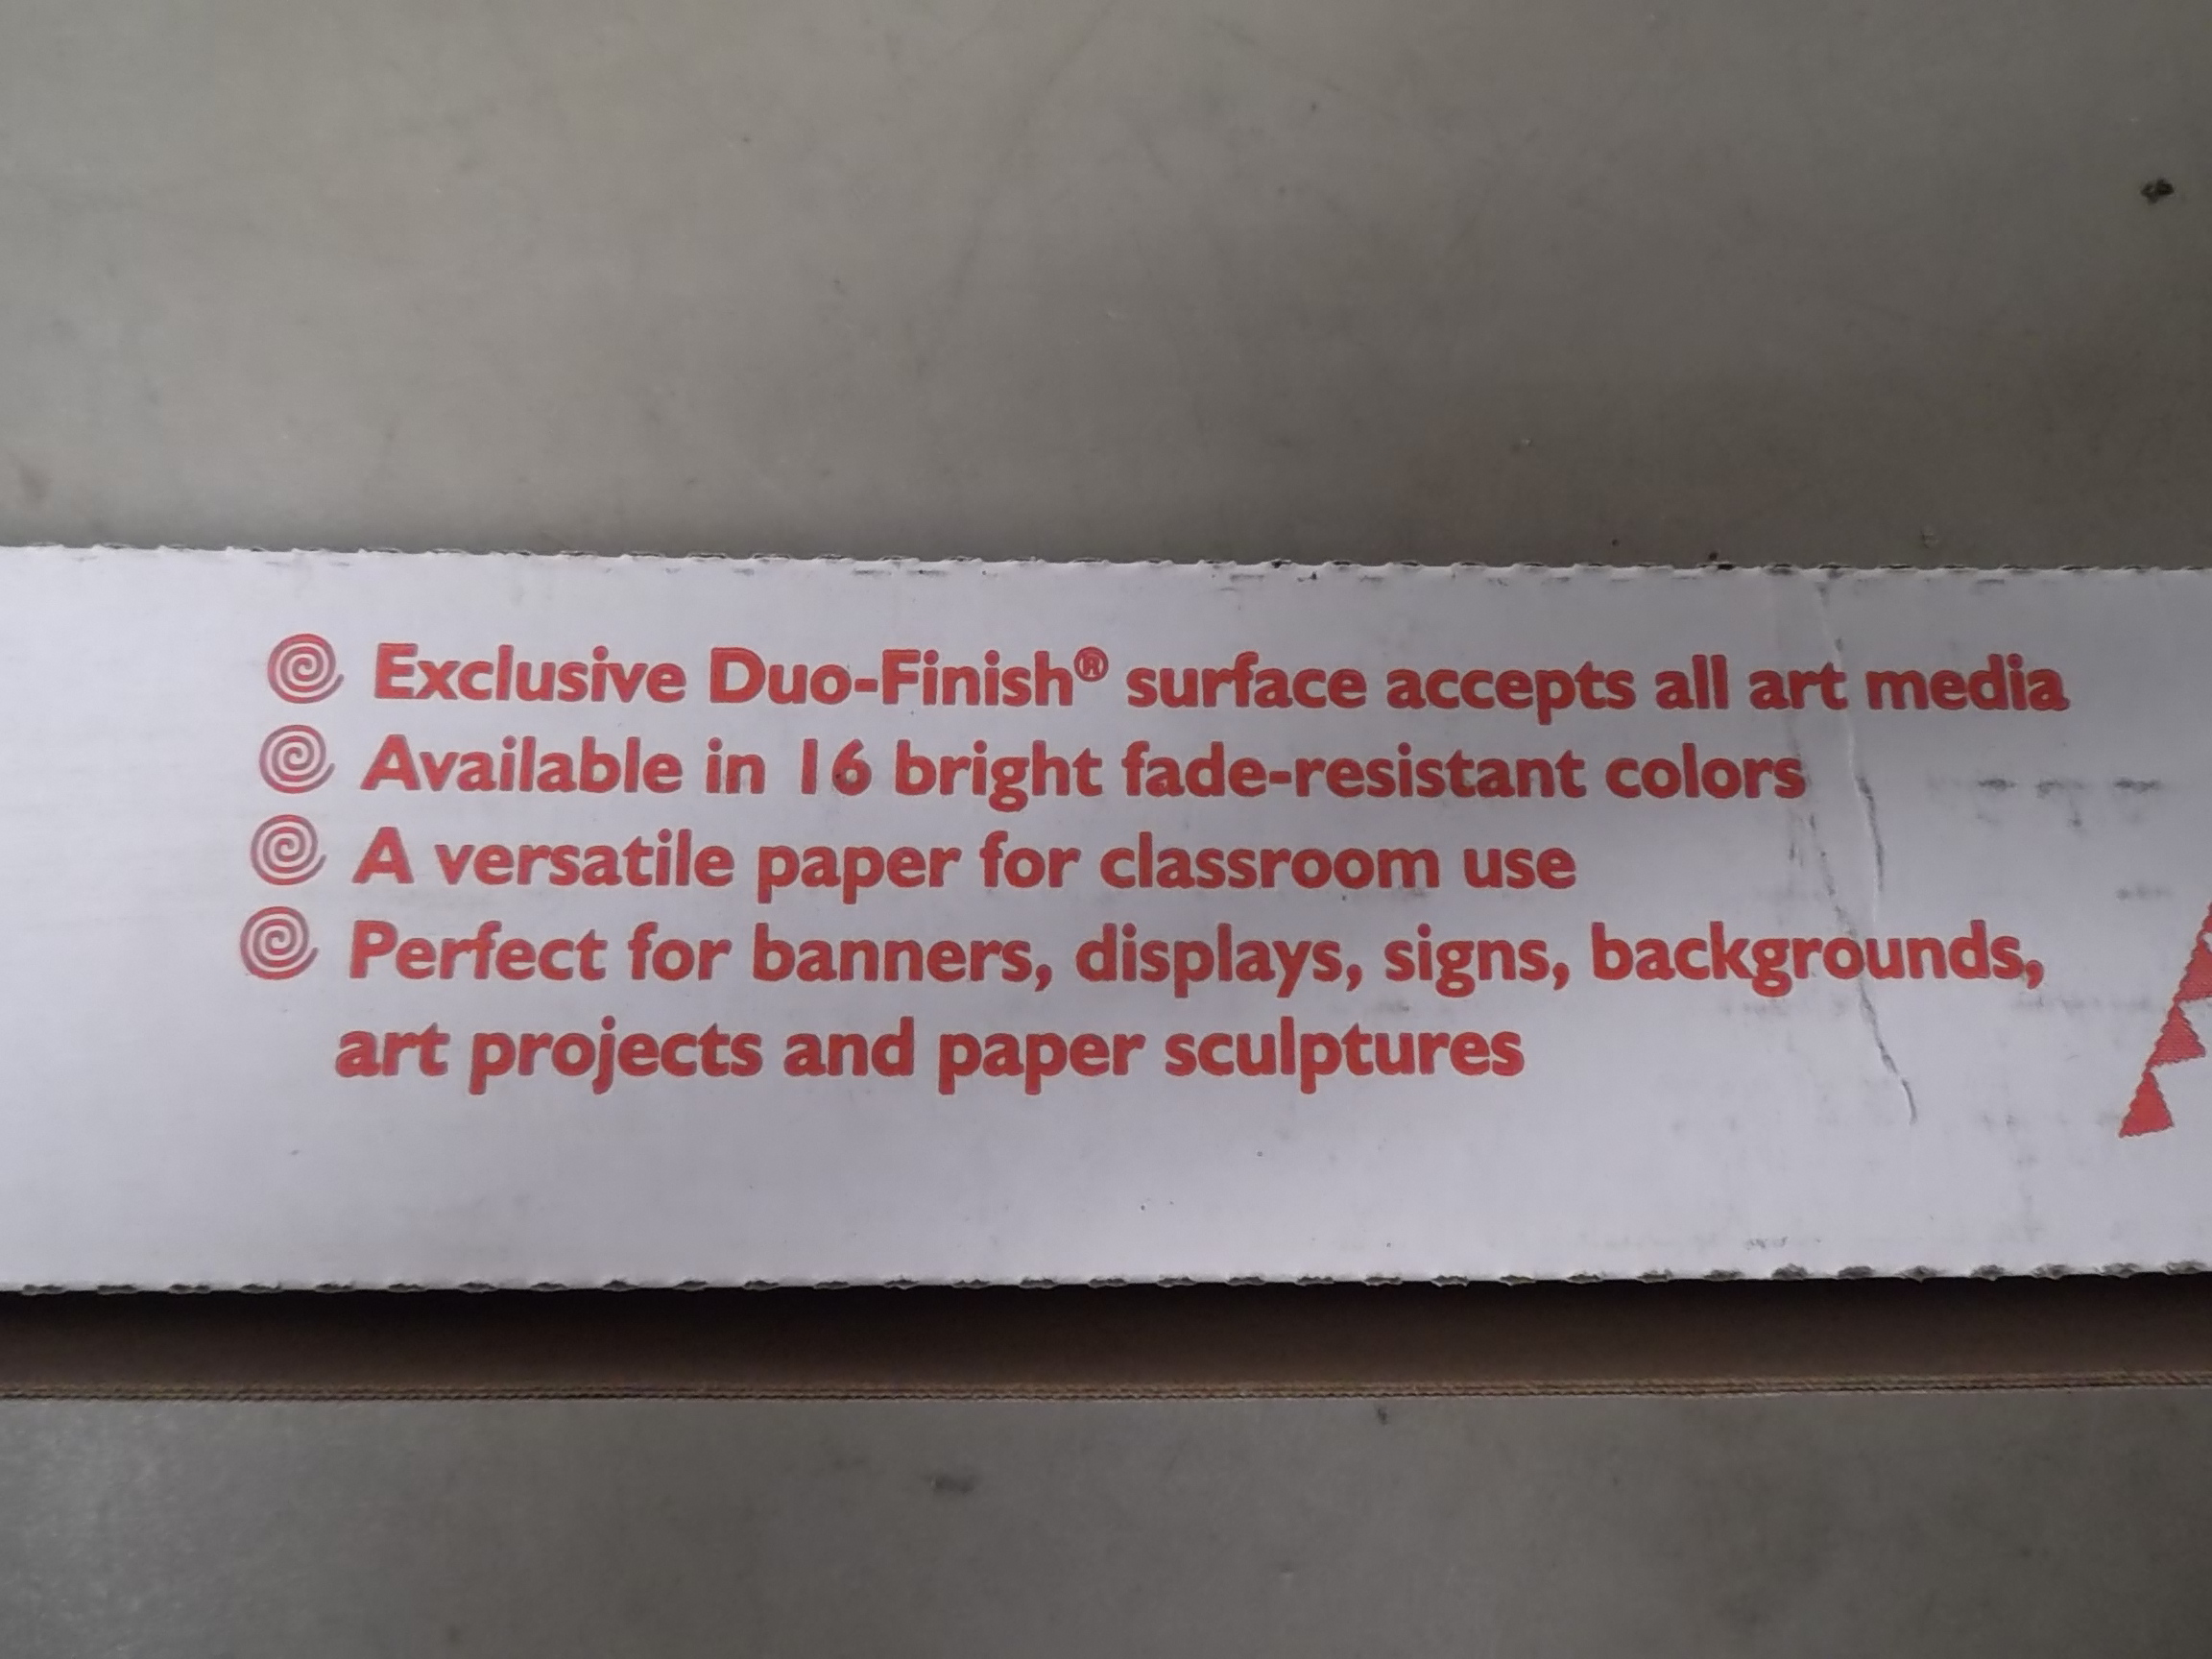 Exclusive Duo-Finish® surface accepts all art media
Available in 16 bright fade-resistant colors
A versatile paper for classroom use
Perfect for banners, displays, signs, backgrounds,
art projects and paper sculptures